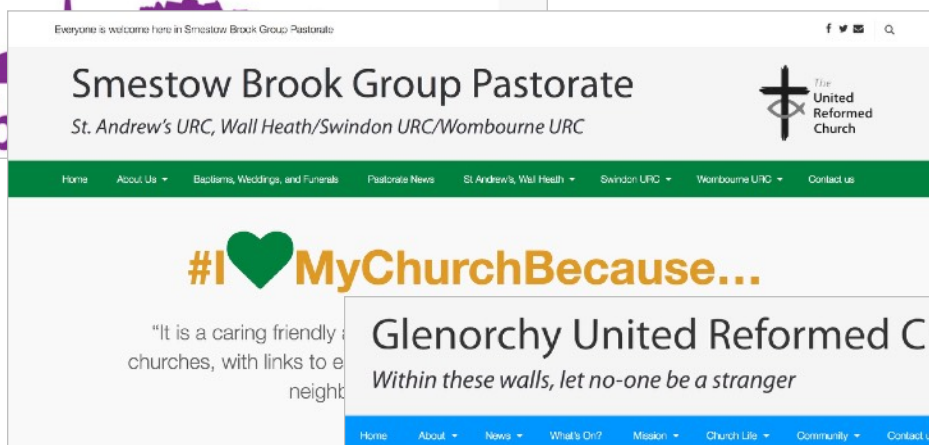 Everyone is welcome here in Smestow Brook Group Pastorate
Smestow Brook Group Pastorate
St. Andrew's URC, Wall Heath/Swindon URC/Wombourne URC
The
United
Reformed
Church
Home About Us Baptisms, Weddings, and Funerals Pastorate News St Andrew's, Wall Heath Swindon URC Wombourne URC Contact us
#I MyChurchBecause...
"It is a caring friendly
churches, with links to e
neighb
Glenorchy United Reformed C
Within these walls, let no-one be a stranger
Home About News What's On? Mission Church Life Community Contact u